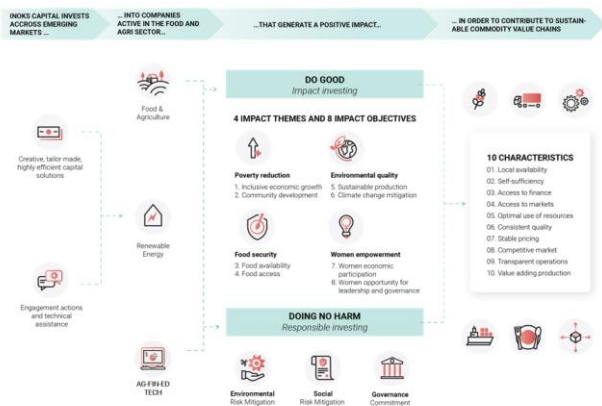 INOKS CAPITAL INVESTS
ACCROSS EMERGING
MARKETS ...
... INTO COMPANIES
ACTIVE IN THE FOOD AND
AGRI SECTOR...
...THAT GENERATE A POSITIVE IMPACT...
... IN ORDER TO CONTRIBUTE TO SUSTAIN-
ABLE COMMODITY VALUE CHAINS
Creative, tailor made,
highly efficient capital
solutions
Engagement actions
and technical
assistance
Food &
Agriculture
Renewable
Energy
AG-FIN-ED
TECH
DO GOOD
Impact investing
4 IMPACT THEMES AND 8 IMPACT OBJECTIVES
Poverty reduction
1. Inclusive economic growth
2. Community development
Environmental quality
5. Sustainable production
6. Climate change mitigation
Food security
3. Food availability
4. Food access
Women empowerment
7. Women economic
participation
8. Women opportunity for
leadership and governance
DOING NO HARM
Responsible investing
Environmental
Risk Mitigation
Social
Risk Mitigation
Governance
Commitment
10 CHARACTERISTICS
01. Local availability
02. Self-sufficiency
03. Access to finance
04. Access to markets
05. Optimal use of resources
06. Consistent quality
07. Stable pricing
08. Competitive market
09. Transparent operations
10. Value adding production